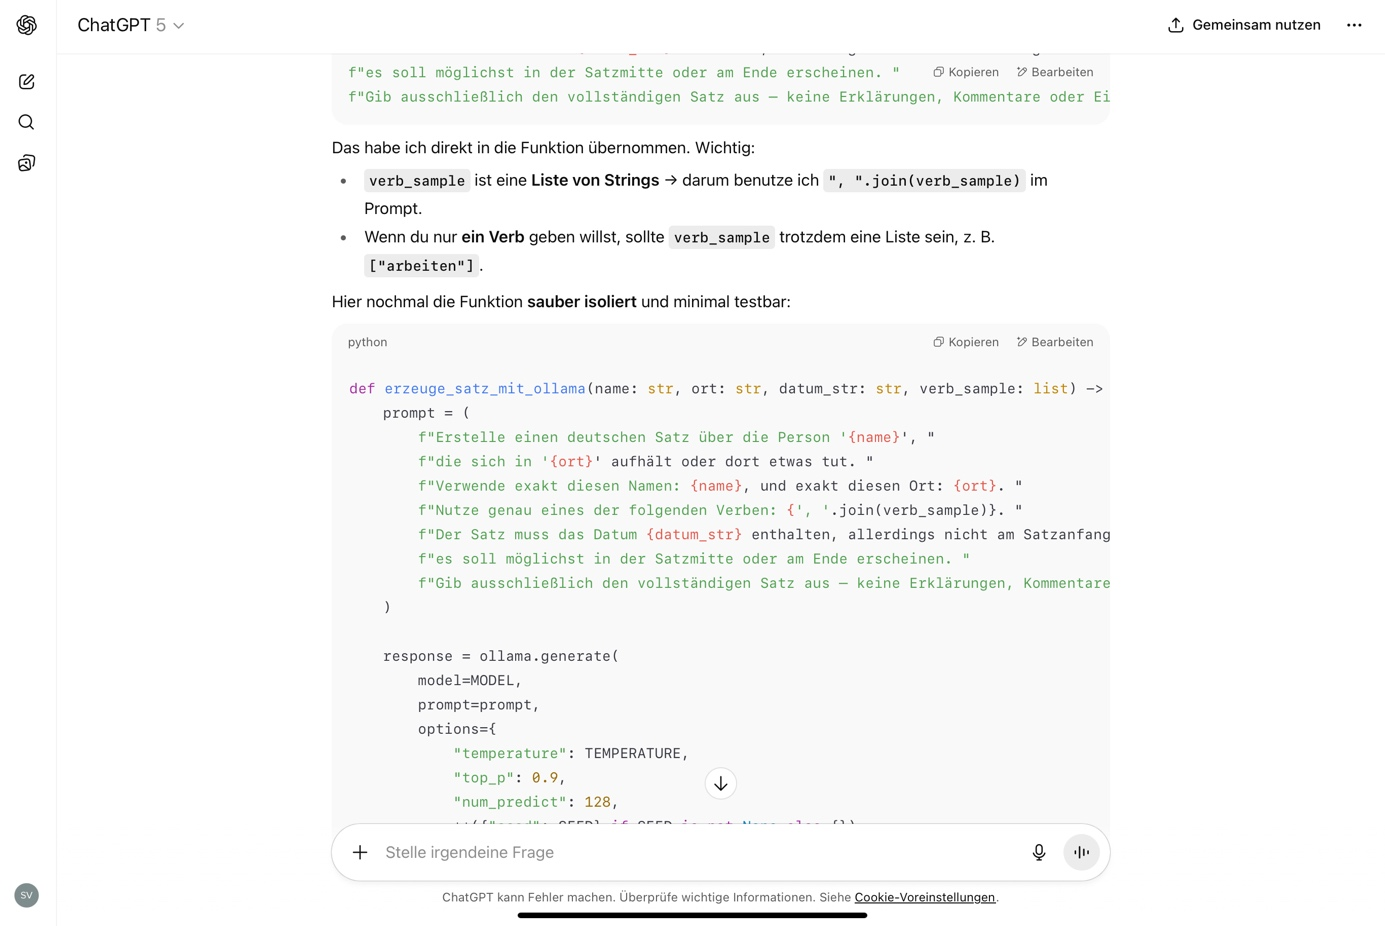 ChatGPT 5
Gemeinsam nutzen
f"es soll möglichst in der Satzmitte oder am Ende erscheinen. "
Kopieren Bearbeiten
f"Gib ausschließlich den vollständigen Satz aus – keine Erklärungen, Kommentare oder Ei
Das habe ich direkt in die Funktion übernommen. Wichtig:
• verb_sample ist eine Liste von Strings → darum benutze ich ", ".join(verb_sample) im
Prompt.
• Wenn du nur ein Verb geben willst, sollte verb_sample trotzdem eine Liste sein, z. B.
["arbeiten"].
Hier nochmal die Funktion sauber isoliert und minimal testbar:
python
Kopieren Bearbeiten
def erzeuge_satz_mit_ollama(name: str, ort: str, datum_str: str, verb_sample: list) ->
    prompt = (
        f"Erstelle einen deutschen Satz über die Person '{name}', "
        f"die sich in '{ort}' aufhält oder dort etwas tut. "
        f"Verwende exakt diesen Namen: {name}, und exakt diesen Ort: {ort}. "
        f"Nutze genau eines der folgenden Verben: {', '.join(verb_sample)}. "
        f"Der Satz muss das Datum {datum_str} enthalten, allerdings nicht am Satzanfang
        f"es soll möglichst in der Satzmitte oder am Ende erscheinen. "
        f"Gib ausschließlich den vollständigen Satz aus – keine Erklärungen, Kommentare
    )
    response = ollama.generate(
        model=MODEL,
        prompt=prompt,
        options={
            "temperature": TEMPERATURE,
            "top_p": 0.9,
            "num_predict": 128,
            **({"seed": SEED} if SEED is not None else {})
Stelle irgendeine Frage
SV
ChatGPT kann Fehler machen. Überprüfe wichtige Informationen. Siehe Cookie-Voreinstellungen.